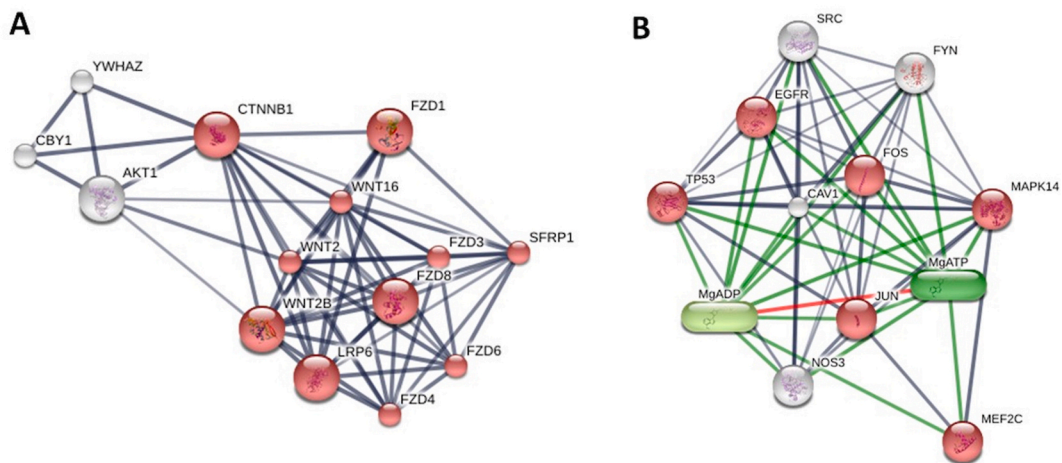 A
YWHAZ
CBY1
AKT1
CTNNB1
FZD1
WNT16
WNT2
FZD3
SFRP1
FZD8
WNT2B
LRP6
FZD6
FZD4
B
SRC
FYN
EGFR
FOS
TP53
CAV1
MAPK14
MgATP
MgADP
JUN
NOS3
MEF2C